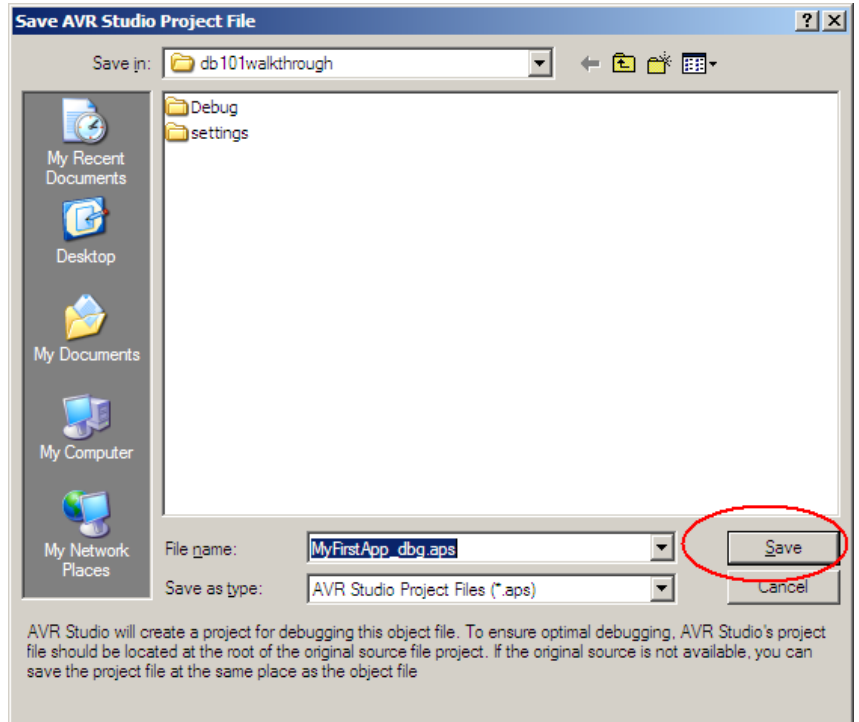 Save AVR Studio Project File
Save in:
db101walkthrough
Debug
settings
My Recent
Documents
Desktop
My Documents
My Computer
My Network
Places
File name:
MyFirstApp_dbg.aps
Save
Save as type:
AVR Studio Project Files (*.aps)
Cancel
AVR Studio will create a project for debugging this object file. To ensure optimal debugging, AVR Studio's project
file should be located at the root of the original source file project. If the original source is not available, you can
save the project file at the same place as the object file